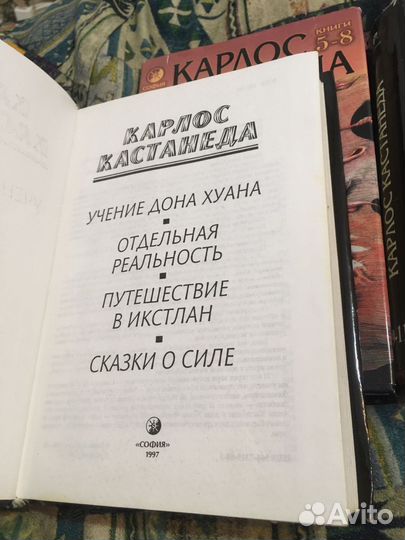 КАРЛОС
КАСТАНЕДА
УЧЕНИЕ ДОНА ХУАНА
ОТДЕЛЬНАЯ
РЕАЛЬНОСТЬ
ПУТЕШЕСТВИЕ
В ИКСТЛАН
СКАЗКИ О СИЛЕ
«СОФИЯ»
1997
СОФИЯ
КНИГИ
5-8
КАРЛОС
КАРЛОС КАСТАНЕДА
Avito